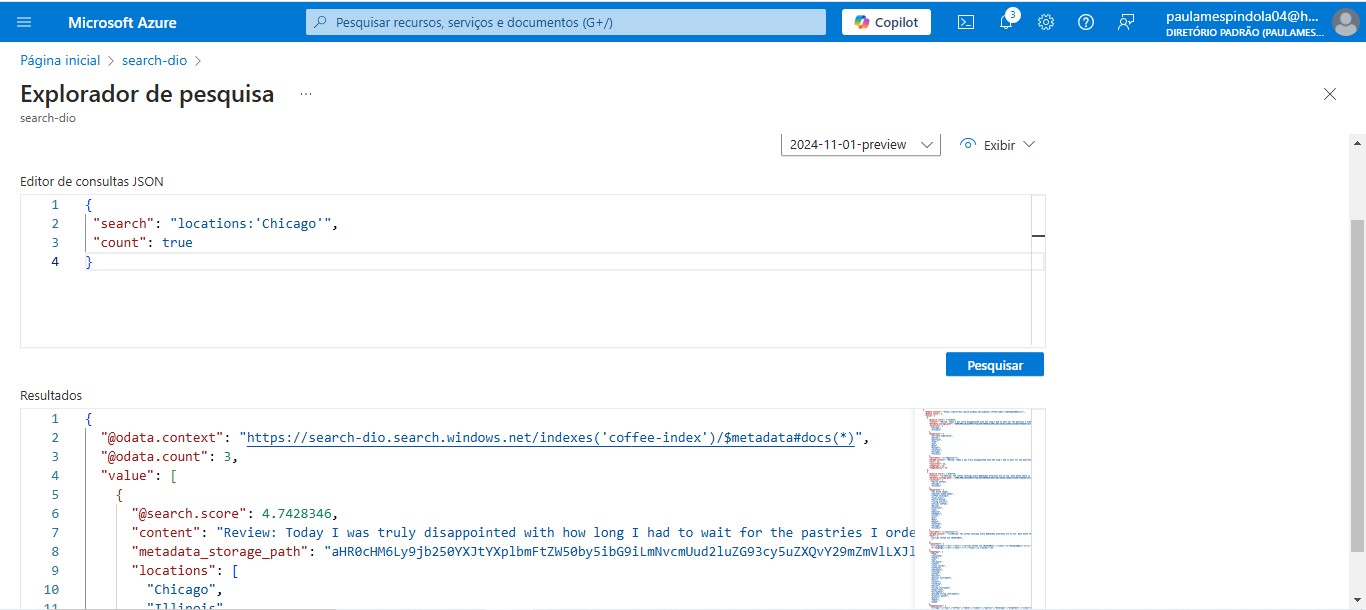 Microsoft Azure
Pesquisar recursos, serviços e documentos (G+/)
Copilot
3
paulamespindola04@h...
DIRETÓRIO PADRÃO (PAULAMES...
Página inicial > search-dio >
Explorador de pesquisa ...
search-dio
2024-11-01-preview
Exibir
Editor de consultas JSON
1 {
2 "search": "locations:'Chicago'",
3 "count": true
4 }
Pesquisar
Resultados
1 {
2 "@odata.context": "https://search-dio.search.windows.net/indexes('coffee-index')/$metadata#docs(*)",
3 "@odata.count": 3,
4 "value": [
5 {
6 "@search.score": 4.7428346,
7 "content": "Review: Today I was truly disappointed with how long I had to wait for the pastries I orde
8 "metadata_storage_path": "aHR0cHM6Ly9jb250YXJtYXplbmFtZW50by5ibG9iLmNvcmUud2luZG93cy5uZXQvY29mZmVlLXJl
9 "locations": [
10 "Chicago",
11 "Illinois"